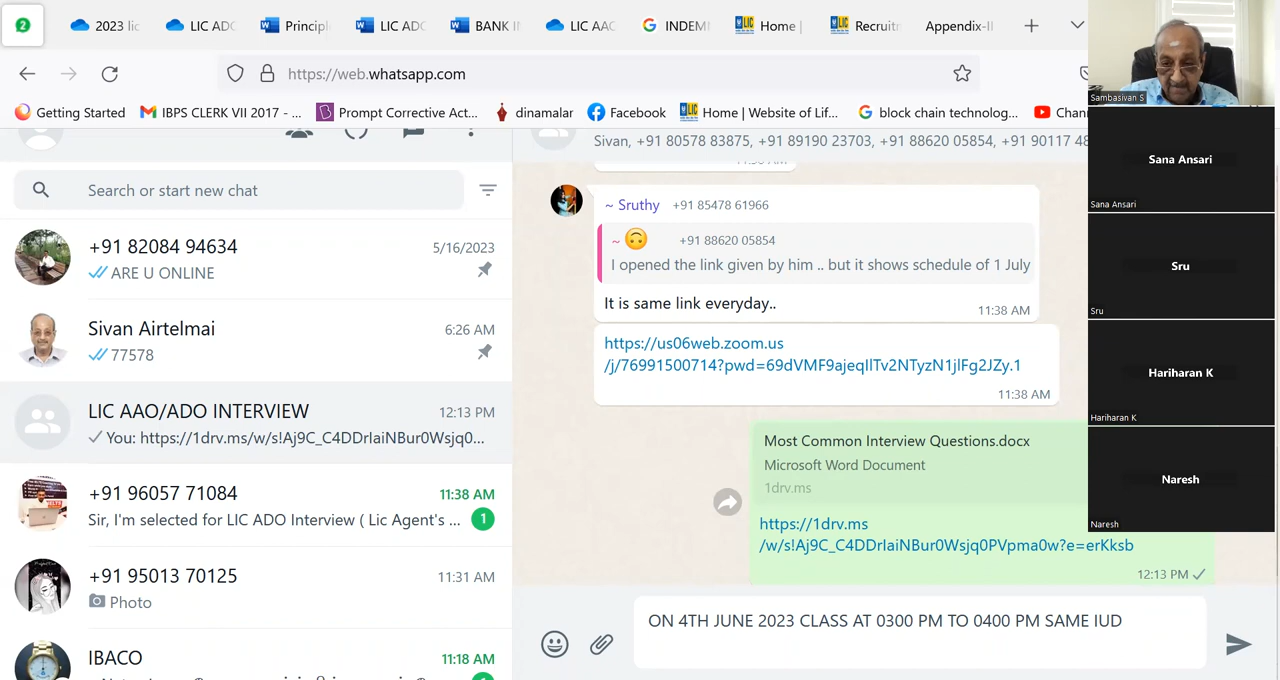 2
2023 lic
LIC ADO
Principl
LIC ADO
BANK I
LIC AAO
INDEMN
Home |
Recruitn
Appendix-II
https://web.whatsapp.com
Getting Started
IBPS CLERK VII 2017 - ...
Prompt Corrective Act...
dinamalar
Facebook
Home | Website of Lif...
block chain technolog...
Chan
Sivan, +91 80578 83875, +91 89190 23703, +91 88620 05854, +91 90117 48
Search or start new chat
+91 82084 94634
5/16/2023
ARE U ONLINE
Sivan Airtelmai
6:26 AM
77578
LIC AAO/ADO INTERVIEW
12:13 PM
You: https://1drv.ms/w/s!Aj9C_C4DDrIaiNBur0Wsjq0...
+91 96057 71084
11:38 AM
Sir, I'm selected for LIC ADO Interview ( Lic Agent's ...
1
+91 95013 70125
11:31 AM
Photo
IBACO
11:18 AM
~ Sruthy +91 85478 61966
~ +91 88620 05854
I opened the link given by him .. but it shows schedule of 1 July
It is same link everyday..
11:38 AM
https://us06web.zoom.us
/j/76991500714?pwd=69dVMF9ajeqIlTv2NTyzN1jlFg2JZy.1
11:38 AM
Most Common Interview Questions.docx
Microsoft Word Document
1drv.ms
https://1drv.ms
/w/s!Aj9C_C4DDrIaiNBur0Wsjq0PVpma0w?e=erKksb
12:13 PM
ON 4TH JUNE 2023 CLASS AT 0300 PM TO 0400 PM SAME IUD
Sambasivan S
Sana Ansari
Sana Ansari
Sru
Sru
Hariharan K
Hariharan K
Naresh
Naresh